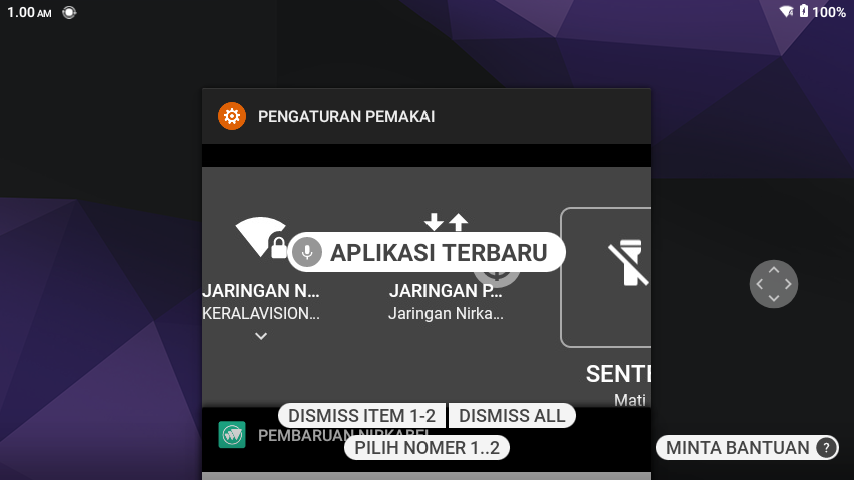 1.00 AM
100%
PENGATURAN PEMAKAI
APLIKASI TERBARU
JARINGAN N...
KERALAVISION...
JARINGAN P...
Jaringan Nirka...
SENTE
Mati
DISMISS ITEM 1-2
DISMISS ALL
PEMBARUAN NIRKABEL
PILIH NOMER 1..2
MINTA BANTUAN ?